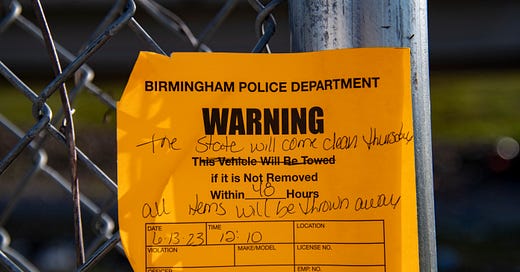 BIRMINGHAM POLICE DEPARTMENT
WARNING
the State will come clean thursday
This Vehicle Will Be Towed
if it is Not Removed
Within 48 Hours
all items will be thrown away
DATE TIME LOCATION
6-13-23 12:10
VIOLATION MAKE/MODEL LICENSE NO.
OFFICER EMP. NO.